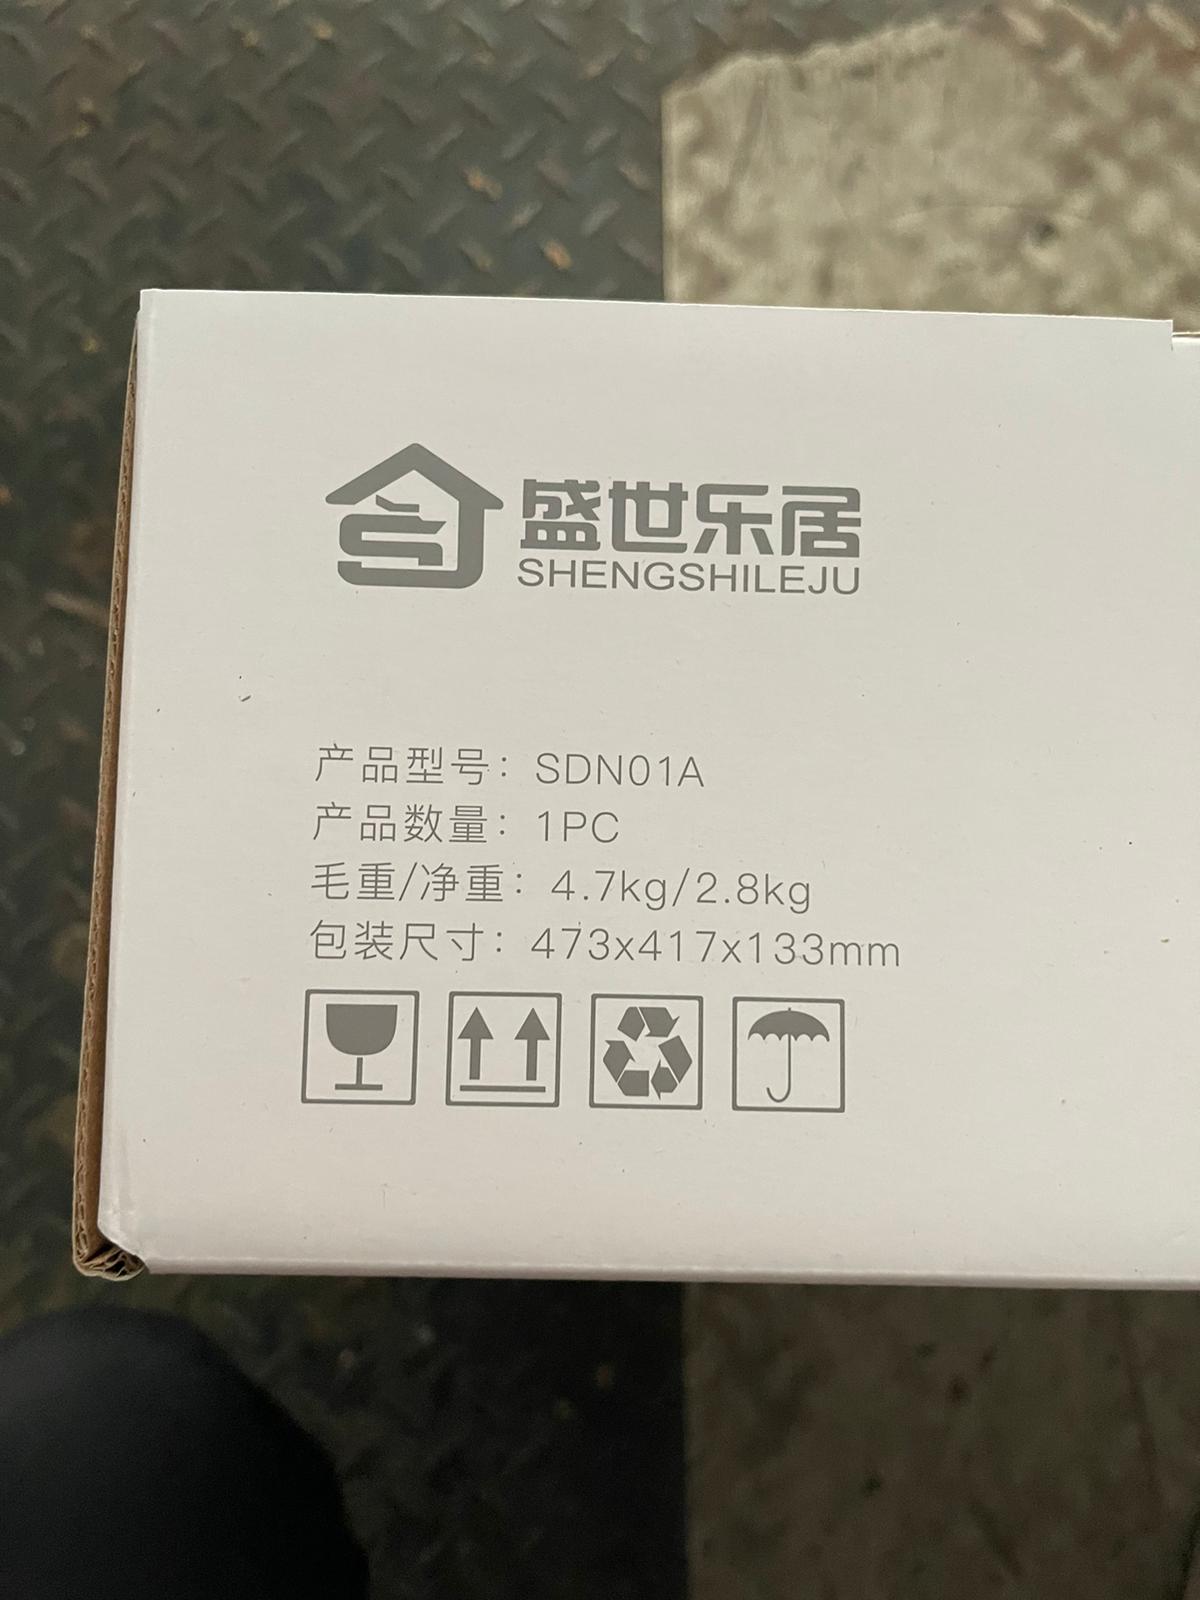 盛世乐居
SHENGSHILEJU
产品型号：SDN01A
产品数量：1PC
毛重/净重：4.7kg/2.8kg
包装尺寸：473x417x133mm